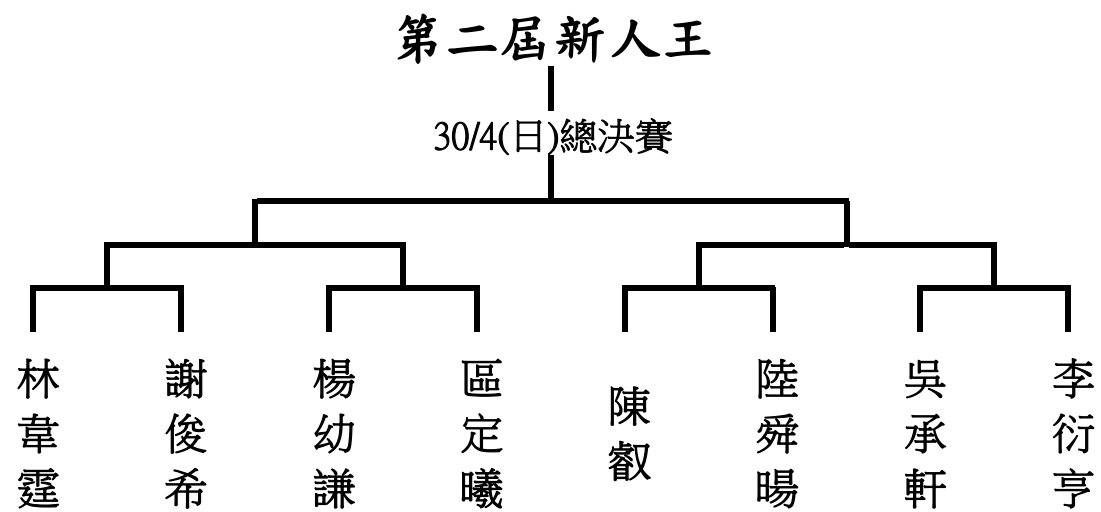 第二屆新人王
30/4(日)總決賽
林韋霆
謝俊希
楊幼謙
區定曦
陳叡
陸舜暘
吳承軒
李衍亨